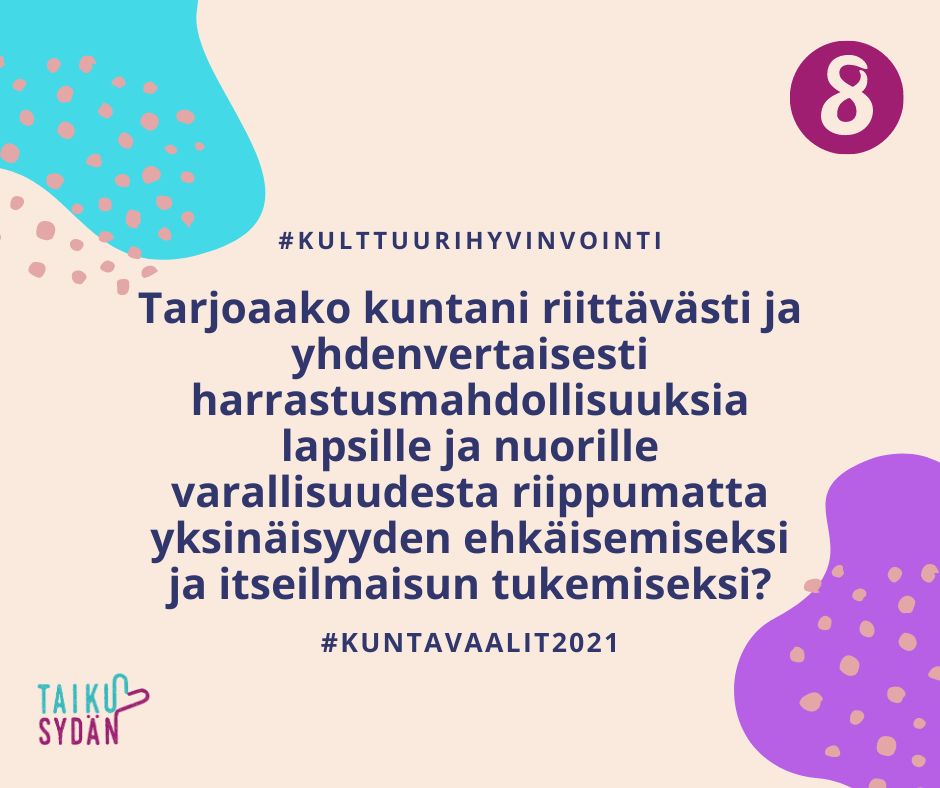 8
#KULTTUURIHYVINVOINTI
Tarjoaako kuntani riittävästi ja
yhdenvertaisesti
harrastusmahdollisuuksia
lapsille ja nuorille
varallisuudesta riippumatta
yksinäisyyden ehkäisemiseksi
ja itseilmaisun tukemiseksi?
#KUNTAVAALIT2021
TAIKU
SYDÄN